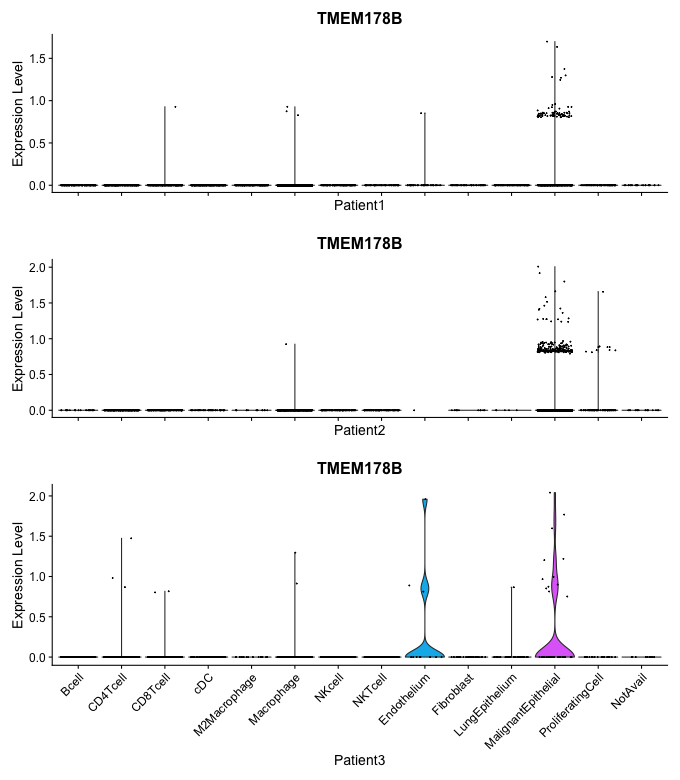 TMEM178B
Expression Level
1.5
1.0
0.5
0.0
Patient1
TMEM178B
Expression Level
2.0
1.5
1.0
0.5
0.0
Patient2
TMEM178B
Expression Level
2.0
1.5
1.0
0.5
0.0
Bcell
CD4Tcell
CD8Tcell
cDC
M2Macrophage
Macrophage
NKcell
NKTcell
Endothelium
Fibroblast
LungEpithelium
MalignantEpithelial
ProliferatingCell
NotAvail
Patient3